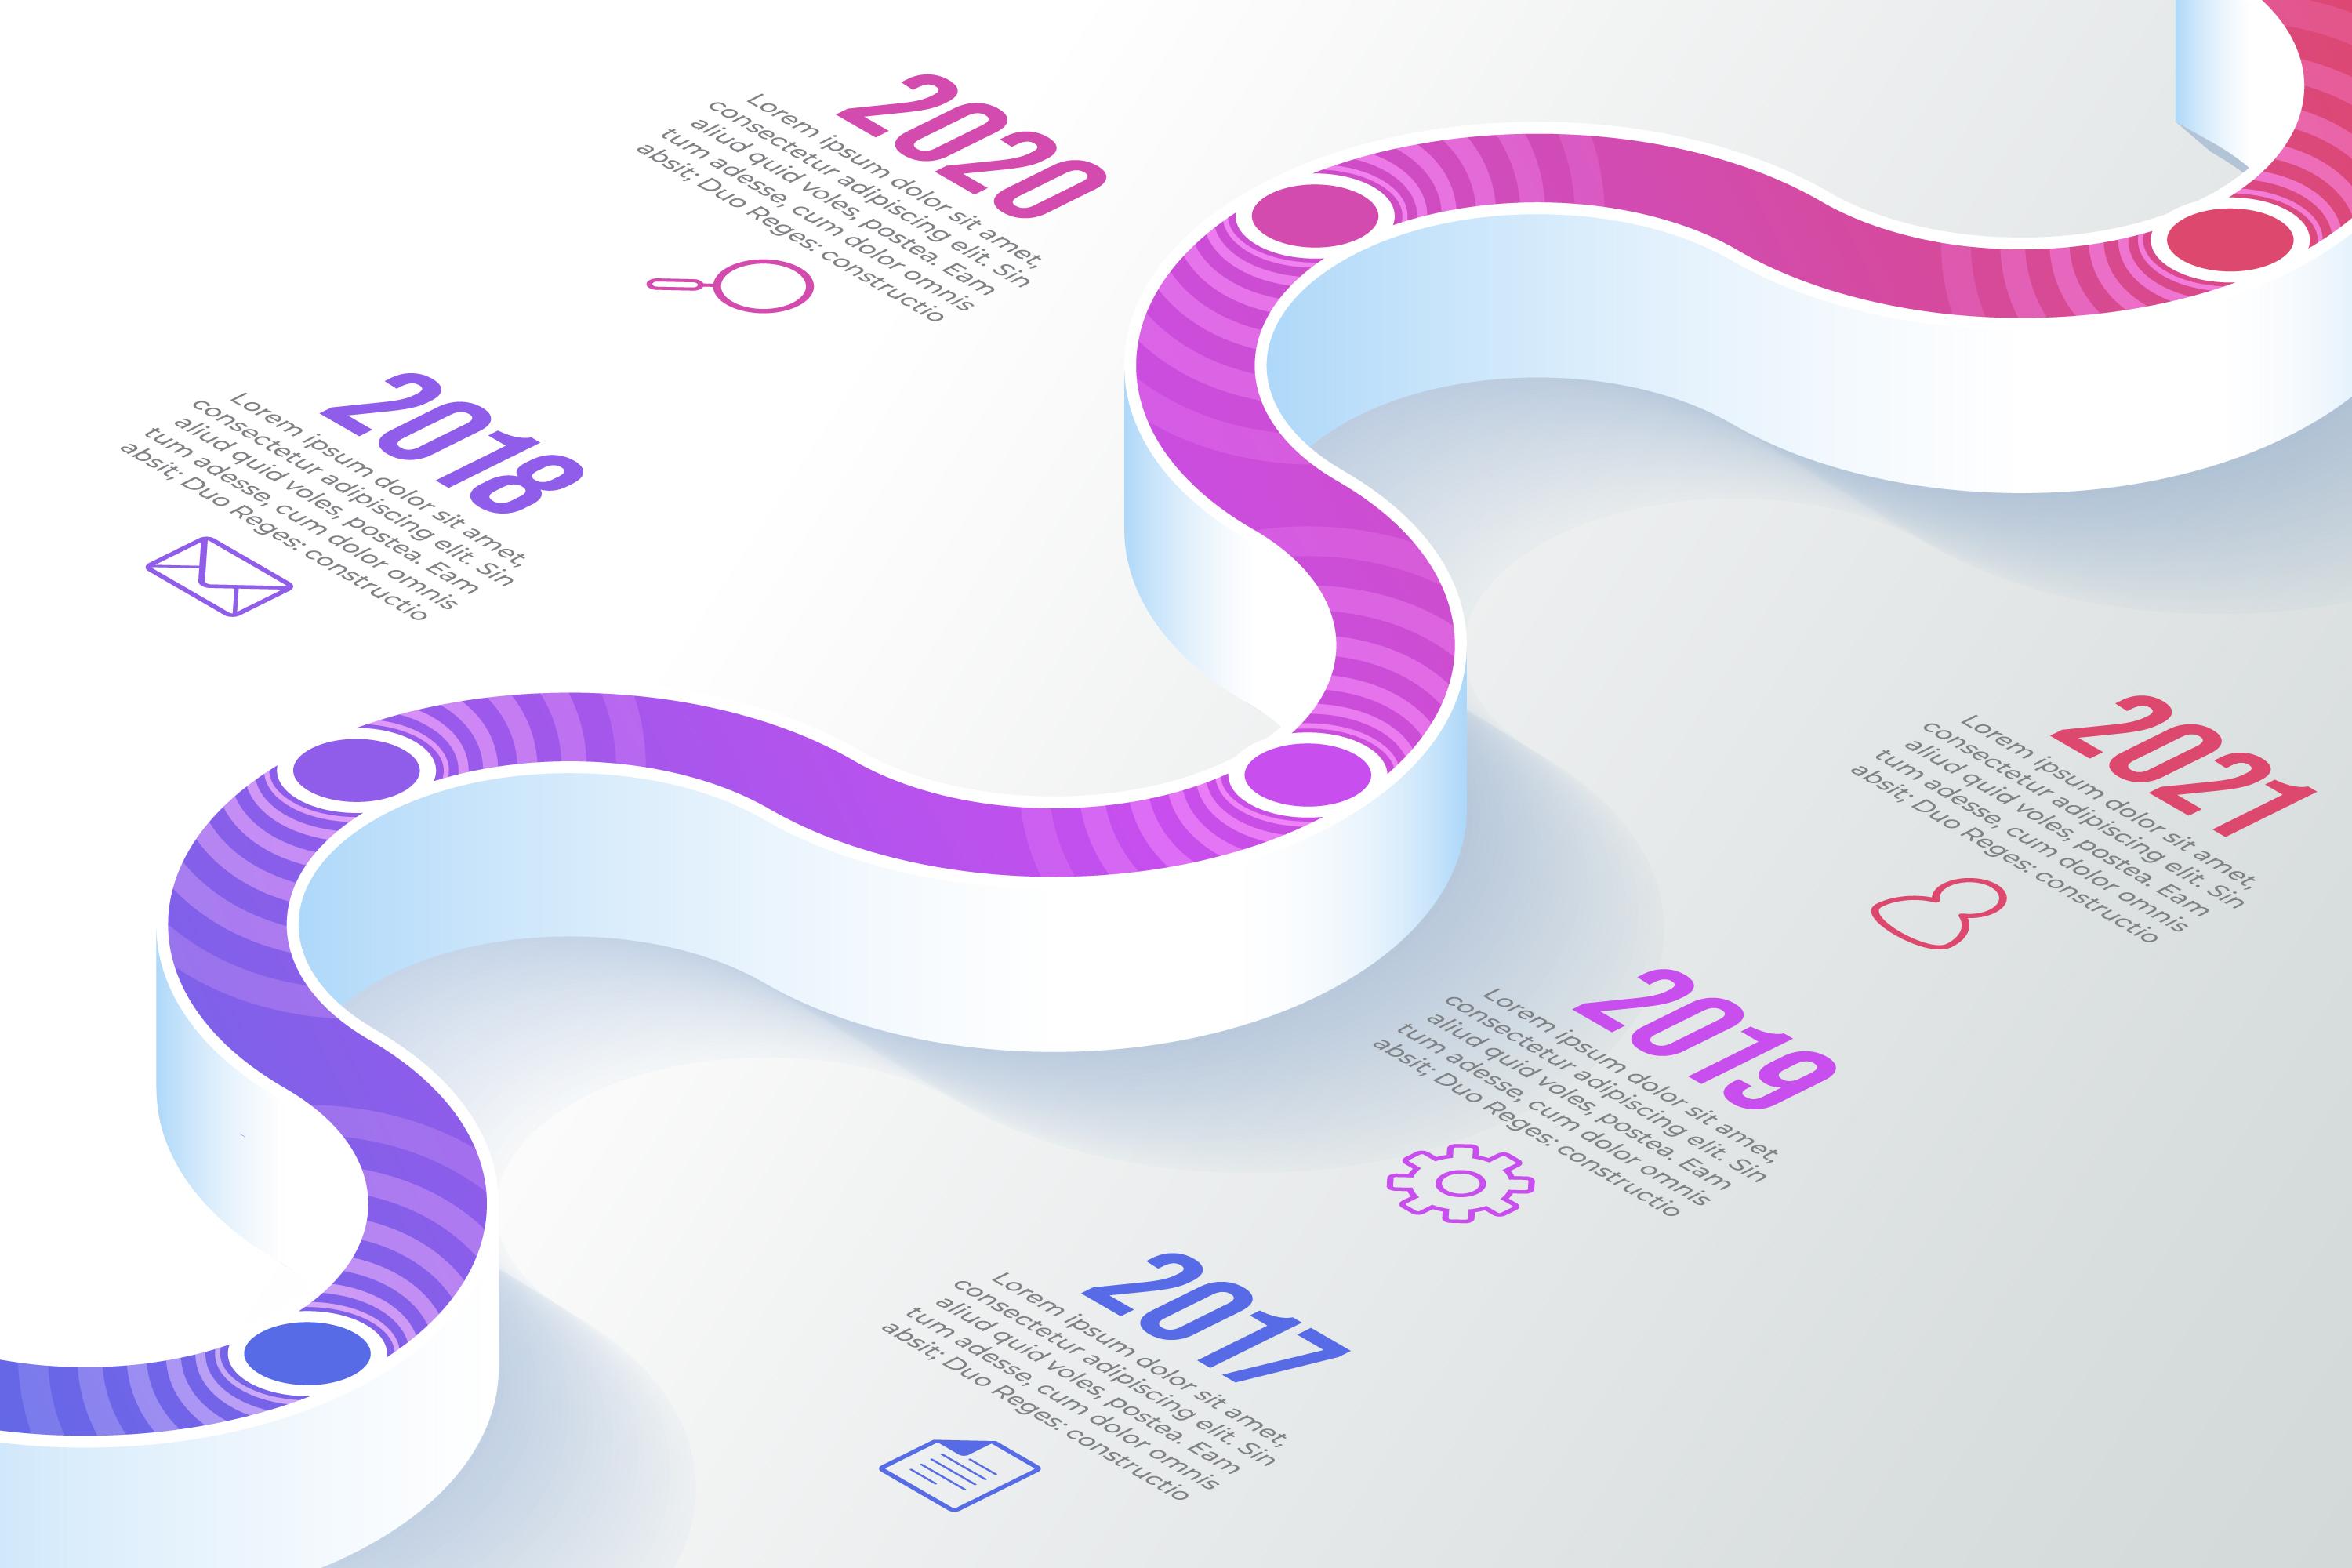 2020
Lorem ipsum dolor sit amet,
consectetur adipiscing elit. Sin
aliud quid voles, postea. Eam
tum adesse, cum dolor omnis
absit; Duo Reges: constructio
2018
Lorem ipsum dolor sit amet,
consectetur adipiscing elit. Sin
aliud quid voles, postea. Eam
tum adesse, cum dolor omnis
absit; Duo Reges: constructio
2021
Lorem ipsum dolor sit amet,
consectetur adipiscing elit. Sin
aliud quid voles, postea. Eam
tum adesse, cum dolor omnis
absit; Duo Reges: constructio
2019
Lorem ipsum dolor sit amet,
consectetur adipiscing elit. Sin
aliud quid voles, postea. Eam
tum adesse, cum dolor omnis
absit; Duo Reges: constructio
2017
Lorem ipsum dolor sit amet,
consectetur adipiscing elit. Sin
aliud quid voles, postea. Eam
tum adesse, cum dolor omnis
absit; Duo Reges: constructio